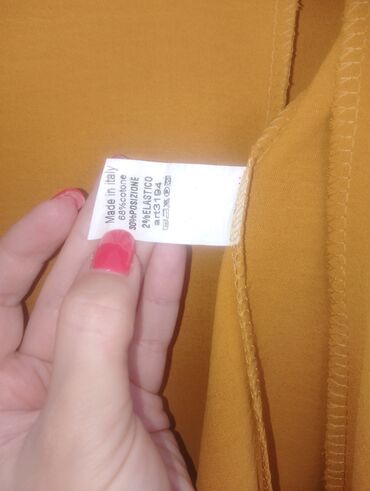 Made in italy
68%cotone
30%POSIZIONE
2%ELASTICO
art3194